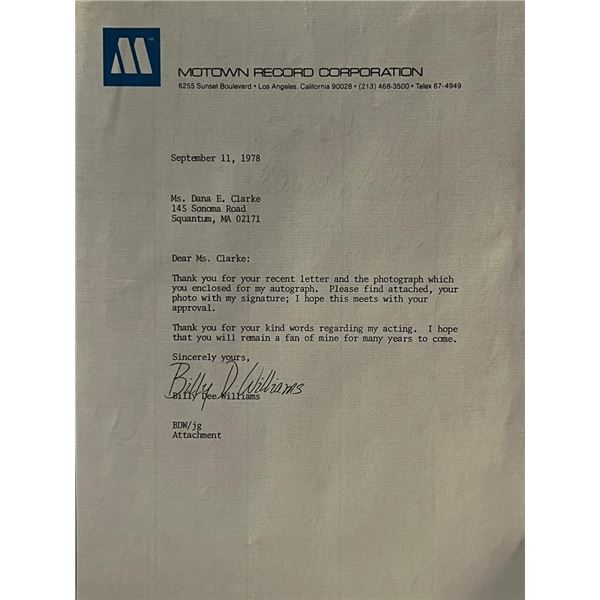 M TM
MOTOWN RECORD CORPORATION
6255 Sunset Boulevard • Los Angeles, California 90028 • (213) 468-3500 • Telex 67-4949
September 11, 1978
Ms. Dana E. Clarke
145 Sonoma Road
Squantum, MA 02171
Dear Ms. Clarke:
Thank you for your recent letter and the photograph which
you enclosed for my autograph.  Please find attached, your
photo with my signature; I hope this meets with your
approval.
Thank you for your kind words regarding my acting.  I hope
that you will remain a fan of mine for many years to come.
Sincerely yours,
Billy D Williams
Billy Dee Williams
BDW/jg
Attachment